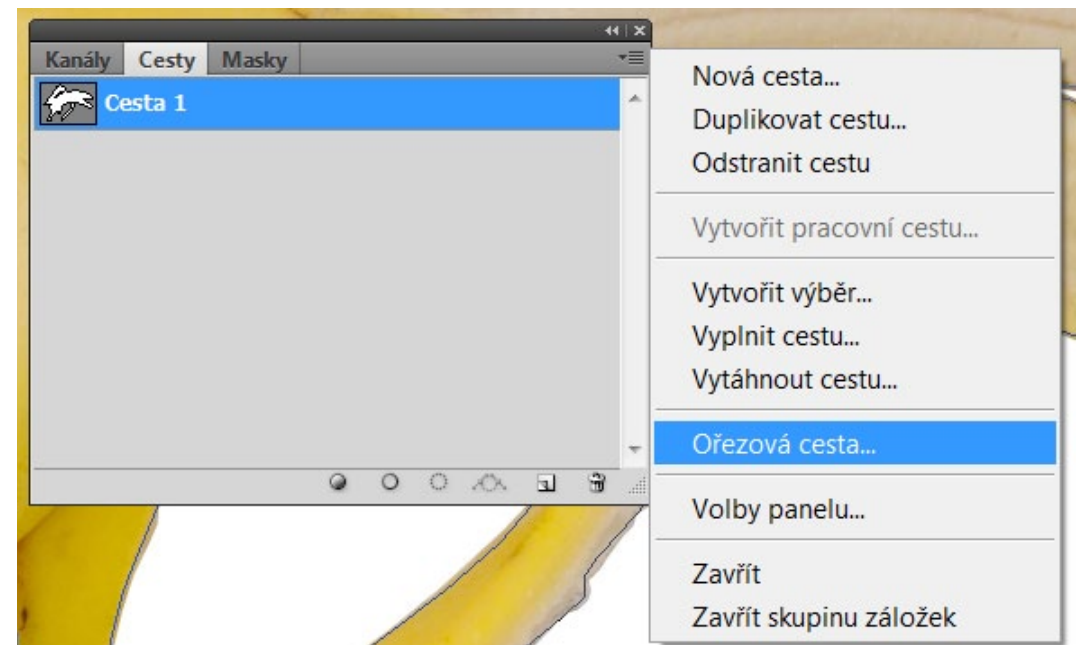 Kanály Cesty Masky
Cesta 1
Nová cesta...
Duplikovat cestu...
Odstranit cestu
Vytvořit pracovní cestu...
Vytvořit výběr...
Vyplnit cestu...
Vytáhnout cestu...
Ořezová cesta...
Volby panelu...
Zavřít
Zavřít skupinu záložek